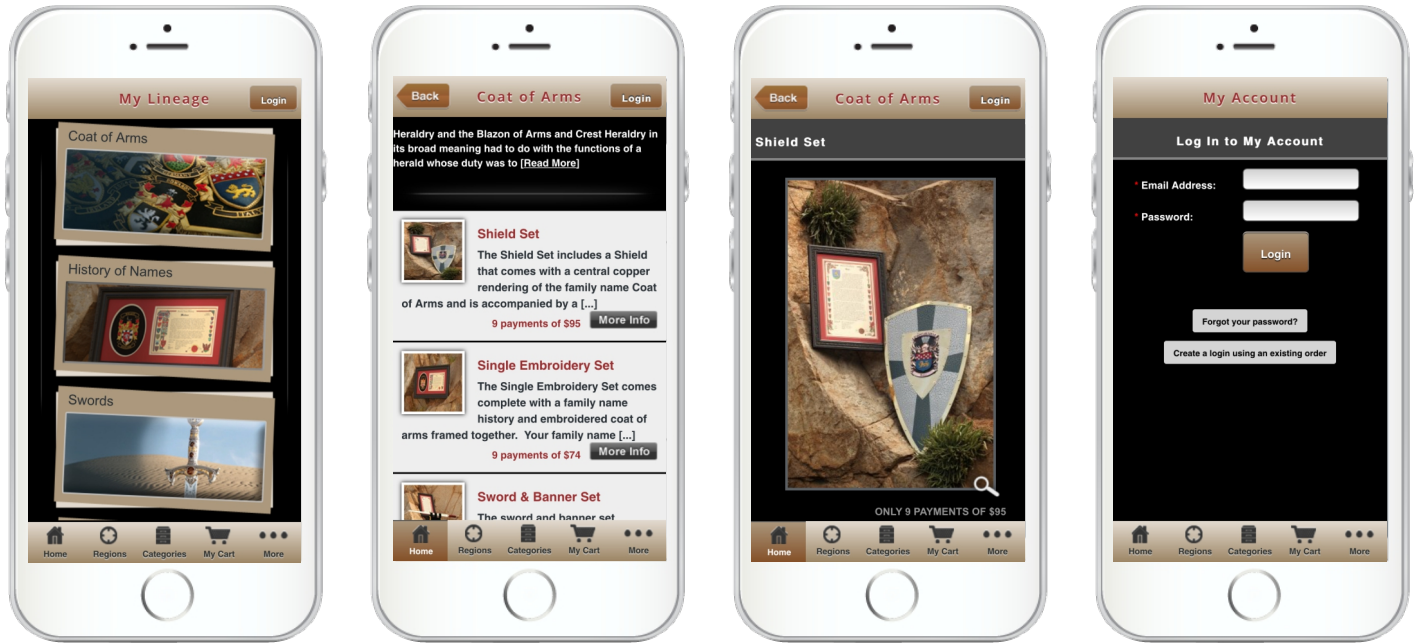 My Lineage
Login
Coat of Arms
ITALY
History of Names
Swords
Home
Regions
Categories
My Cart
More
Back
Coat of Arms
Login
Heraldry and the Blazon of Arms and Crest Heraldry in
its broad meaning had to do with the functions of a
herald whose duty was to [Read More]
Shield Set
The Shield Set includes a Shield
that comes with a central copper
rendering of the family name Coat
of Arms and is accompanied by a [...]
9 payments of $95
More Info
Single Embroidery Set
The Single Embroidery Set comes
complete with a family name
history and embroidered coat of
arms framed together. Your family name [...]
9 payments of $74
More Info
Sword & Banner Set
The sword and banner set
Home
Regions
Categories
My Cart
More
Back
Coat of Arms
Login
Shield Set
ONLY 9 PAYMENTS OF $95
Home
Regions
Categories
My Cart
More
My Account
Log In to My Account
* Email Address:
* Password:
Login
Forgot your password?
Create a login using an existing order
Home
Regions
Categories
My Cart
More